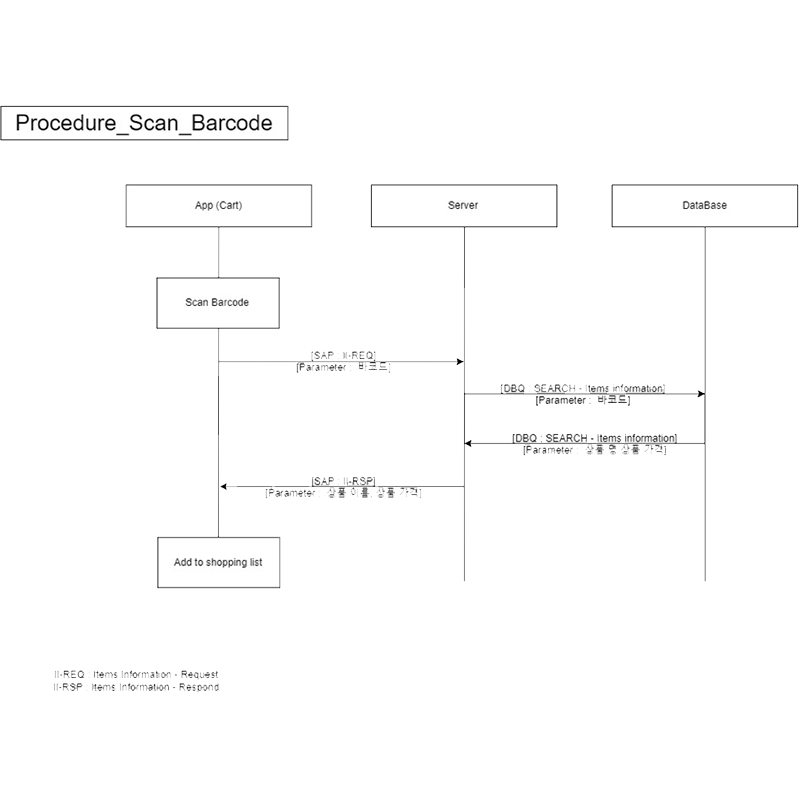 Procedure_Scan_Barcode
App (Cart)
Server
DataBase
Scan Barcode
[SAP : II-REQ]
[Parameter : 바코드]
[DBQ : SEARCH - Items information]
[Parameter : 바코드]
[DBQ : SEARCH - Items information]
[Parameter : 상품 명 상품 가격]
[SAP : II-RSP]
[Parameter : 상품 이름, 상품 가격]
Add to shopping list
II-REQ : Items Information - Request
II-RSP : Items Information - Respond